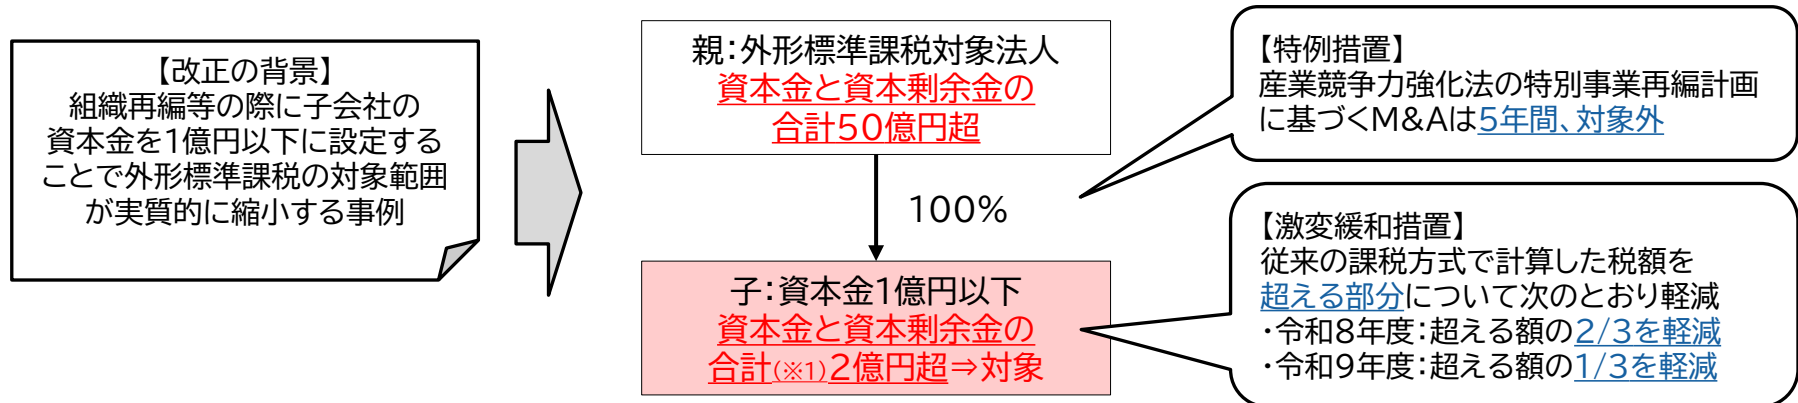 【改正の背景】
組織再編等の際に子会社の
資本金を1億円以下に設定する
ことで外形標準課税の対象範囲
が実質的に縮小する事例
親：外形標準課税対象法人
資本金と資本剰余金の
合計50億円超
100%
子：資本金1億円以下
資本金と資本剰余金の
合計(※1)2億円超⇒対象
【特例措置】
産業競争力強化法の特別事業再編計画
に基づくM&Aは5年間、対象外
【激変緩和措置】
従来の課税方式で計算した税額を
超える部分について次のとおり軽減
・令和8年度：超える額の2/3を軽減
・令和9年度：超える額の1/3を軽減